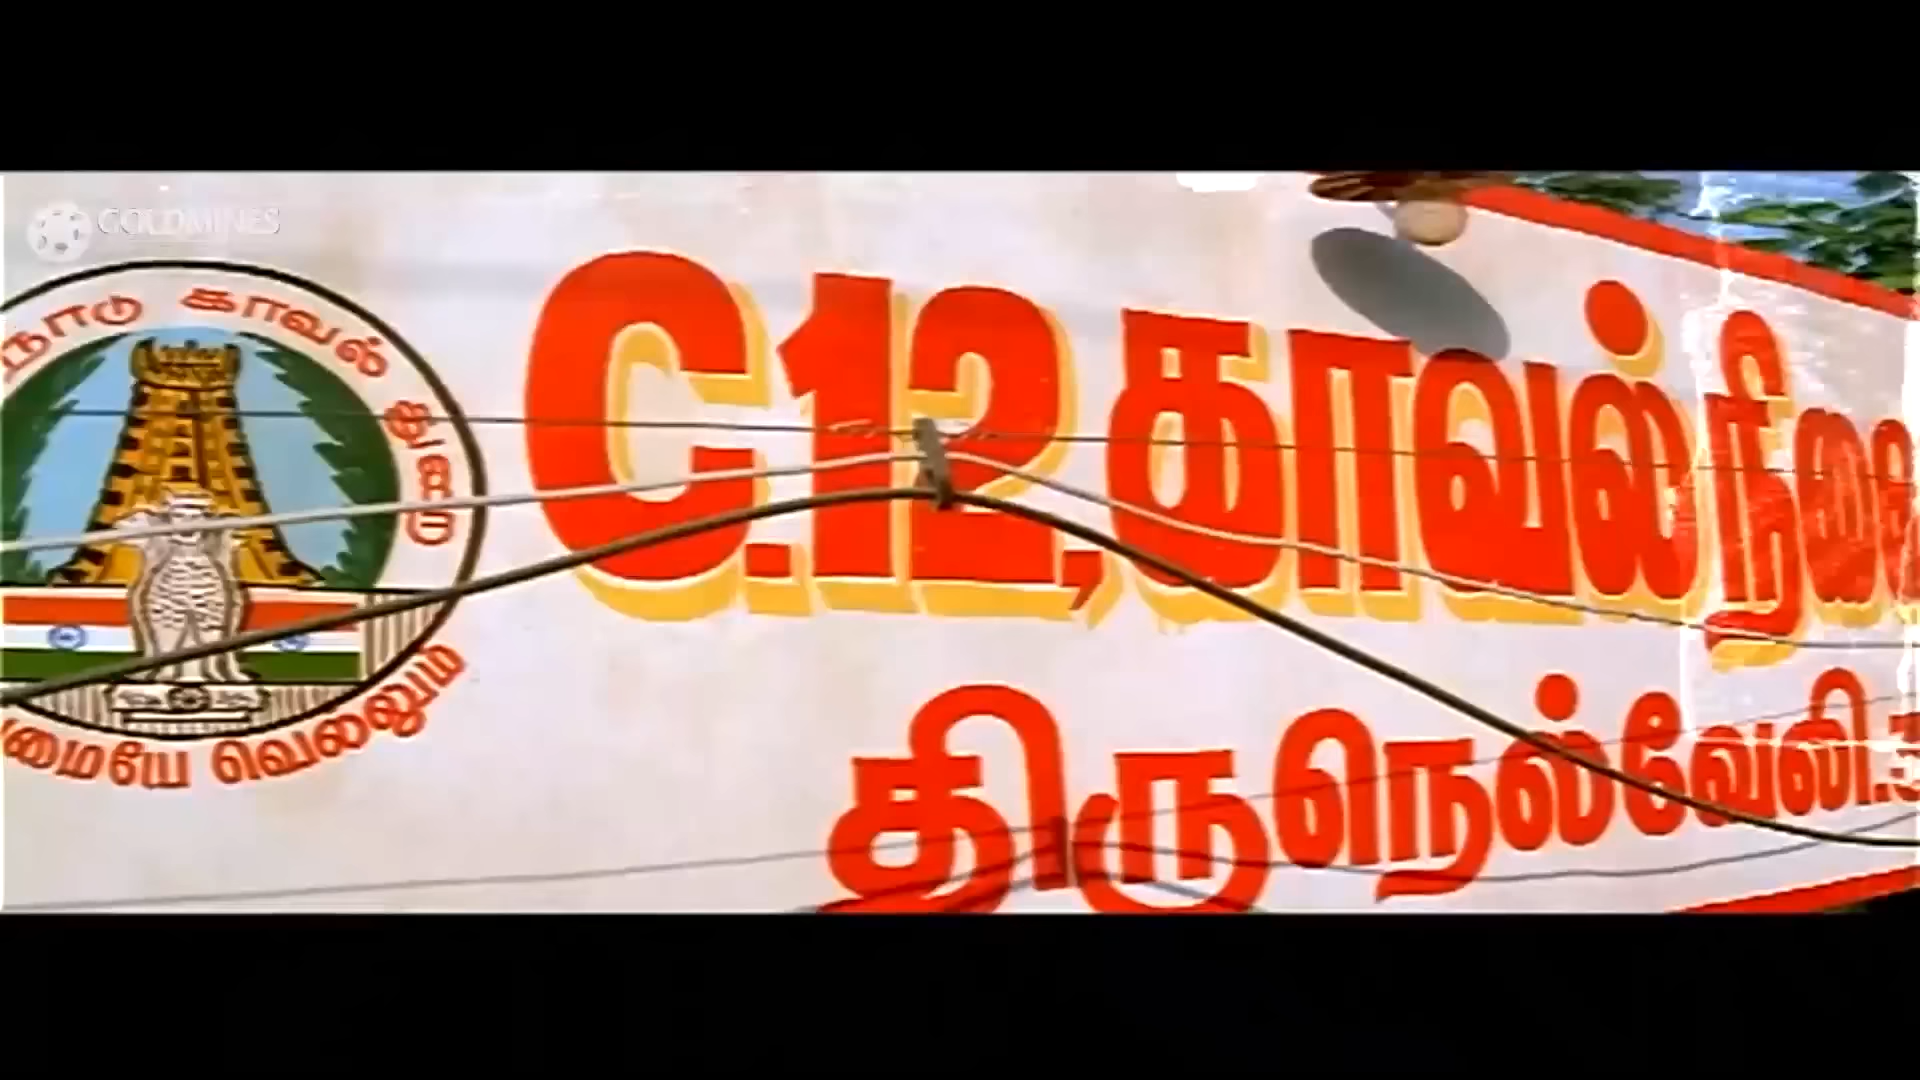 GOLDMINES
காவல் துறை
வெல்லும்
C.12, காவல் நிலை
திருநெல்வேலி.